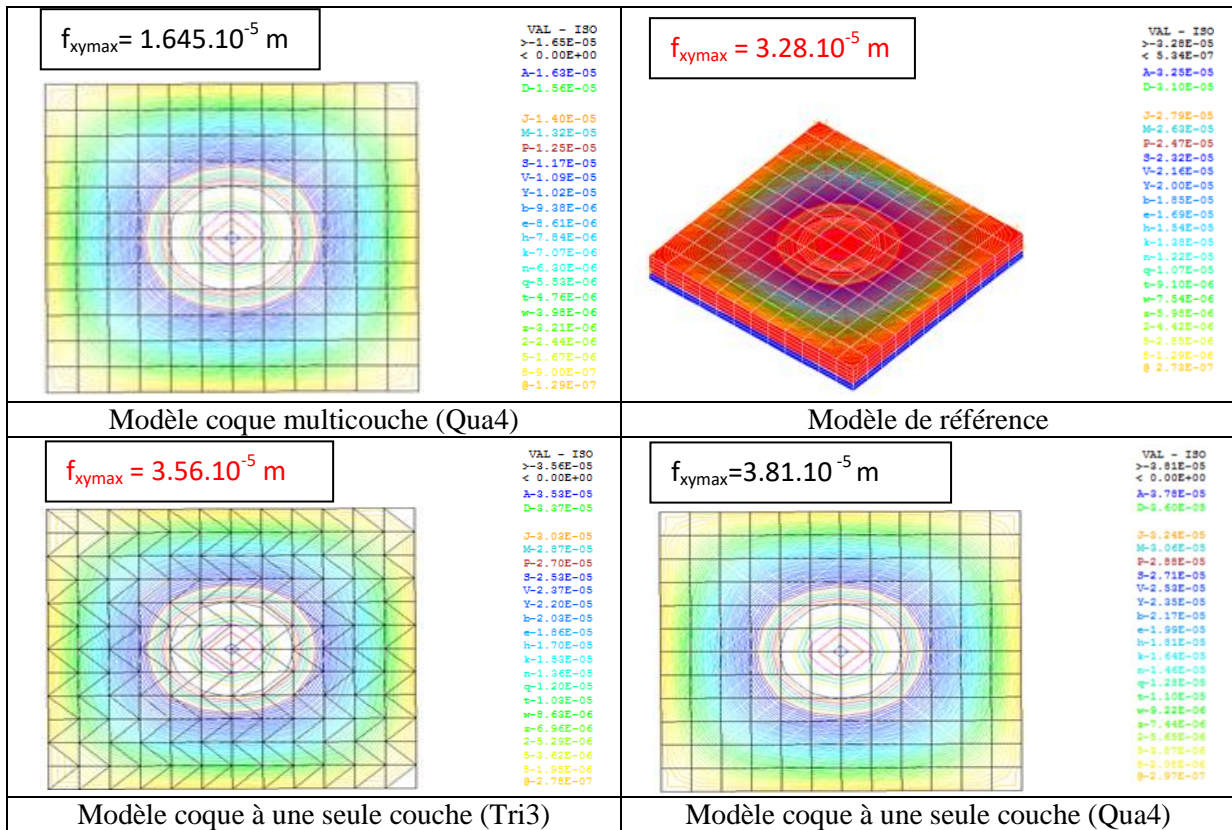 f_xymax= 1.645.10^-5 m
VAL - ISO
>-1.65E-05
< 0.00E+00
A-1.63E-05
D-1.56E-05
J-1.40E-05
M-1.32E-05
P-1.25E-05
S-1.17E-05
V-1.09E-05
Y-1.02E-05
b-9.38E-06
e-8.61E-06
h-7.84E-06
k-7.07E-06
n-6.30E-06
q-5.53E-06
t-4.76E-06
w-3.98E-06
z-3.21E-06
2-2.44E-06
5-1.67E-06
8-9.00E-07
@-1.29E-07
Modèle coque multicouche (Qua4)
f_xymax = 3.28.10^-5 m
VAL - ISO
>-3.28E-05
< 5.34E-07
A-3.25E-05
D-3.10E-05
J-2.79E-05
M-2.63E-05
P-2.47E-05
S-2.32E-05
V-2.16E-05
Y-2.00E-05
b-1.85E-05
e-1.69E-05
h-1.54E-05
k-1.38E-05
n-1.22E-05
q-1.07E-05
t-9.10E-06
w-7.54E-06
z-5.98E-06
2-4.42E-06
5-2.85E-06
8-1.29E-06
@ 2.73E-07
Modèle de référence
f_xymax = 3.56.10^-5 m
VAL - ISO
>-3.56E-05
< 0.00E+00
A-3.53E-05
D-3.37E-05
J-3.03E-05
M-2.87E-05
P-2.70E-05
S-2.53E-05
V-2.37E-05
Y-2.20E-05
b-2.03E-05
e-1.86E-05
h-1.70E-05
k-1.53E-05
n-1.36E-05
q-1.20E-05
t-1.03E-05
w-8.63E-06
z-6.96E-06
2-5.29E-06
5-3.62E-06
8-1.95E-06
@-2.78E-07
Modèle coque à une seule couche (Tri3)
f_xymax=3.81.10^-5 m
VAL - ISO
>-3.81E-05
< 0.00E+00
A-3.78E-05
D-3.60E-05
J-3.24E-05
M-3.06E-05
P-2.88E-05
S-2.71E-05
V-2.53E-05
Y-2.35E-05
b-2.17E-05
e-1.99E-05
h-1.81E-05
k-1.64E-05
n-1.46E-05
q-1.28E-05
t-1.10E-05
w-9.22E-06
z-7.44E-06
2-5.65E-06
5-3.87E-06
8-2.08E-06
@-2.97E-07
Modèle coque à une seule couche (Qua4)